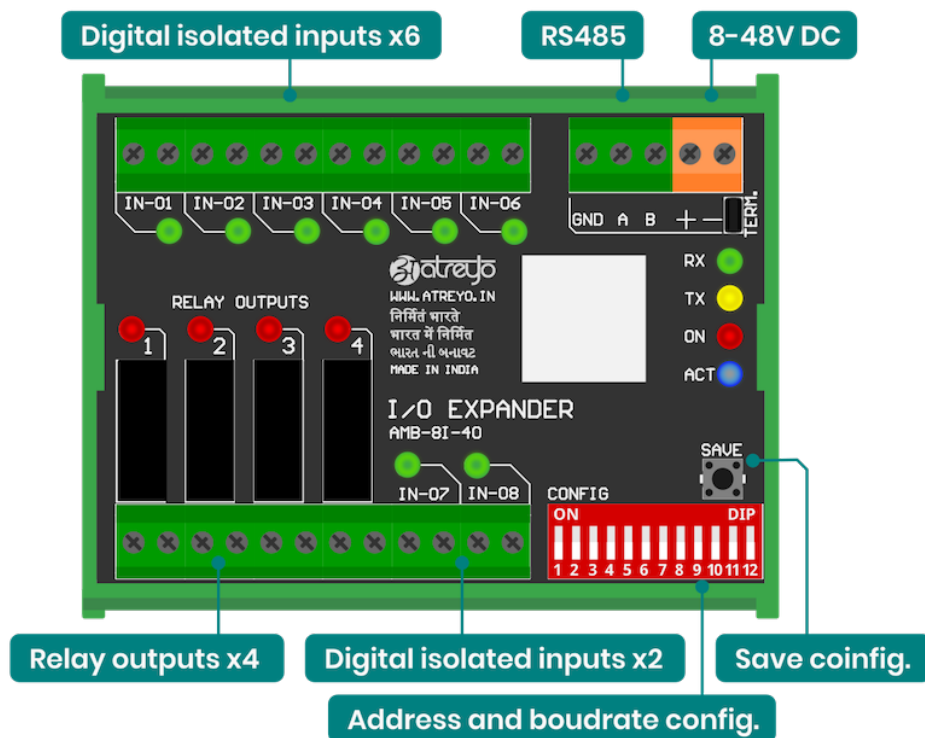 Digital isolated inputs x6
RS485
8-48V DC
IN-01 IN-02 IN-03 IN-04 IN-05 IN-06
GND A B + −
TERM.
RX
TX
ON
ACT
atreyo
WWW.ATREYO.IN
निर्मितं भारते
भारत में निर्मित
ભારત ની બનાવટ
MADE IN INDIA
RELAY OUTPUTS
1 2 3 4
I/O EXPANDER
AMB-8I-4O
IN-07 IN-08
SAVE
CONFIG
ON DIP
1 2 3 4 5 6 7 8 9 10 11 12
Relay outputs x4
Digital isolated inputs x2
Save coinfig.
Address and boudrate config.